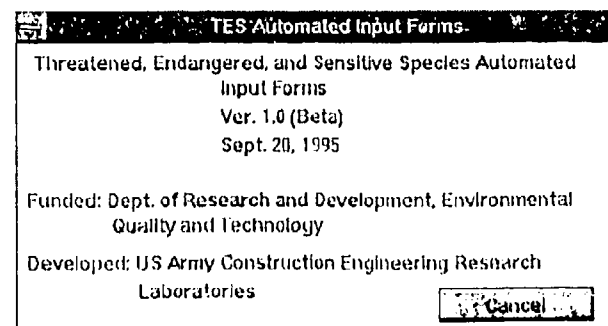 TES Automated Input Forms
Threatened, Endangered, and Sensitive Species Automated
Input Forms
Ver. 1.0 (Beta)
Sept. 20, 1995
Funded: Dept. of Research and Development, Environmental
Quality and Technology
Developed: US Army Construction Engineering Research
Laboratories
Cancel